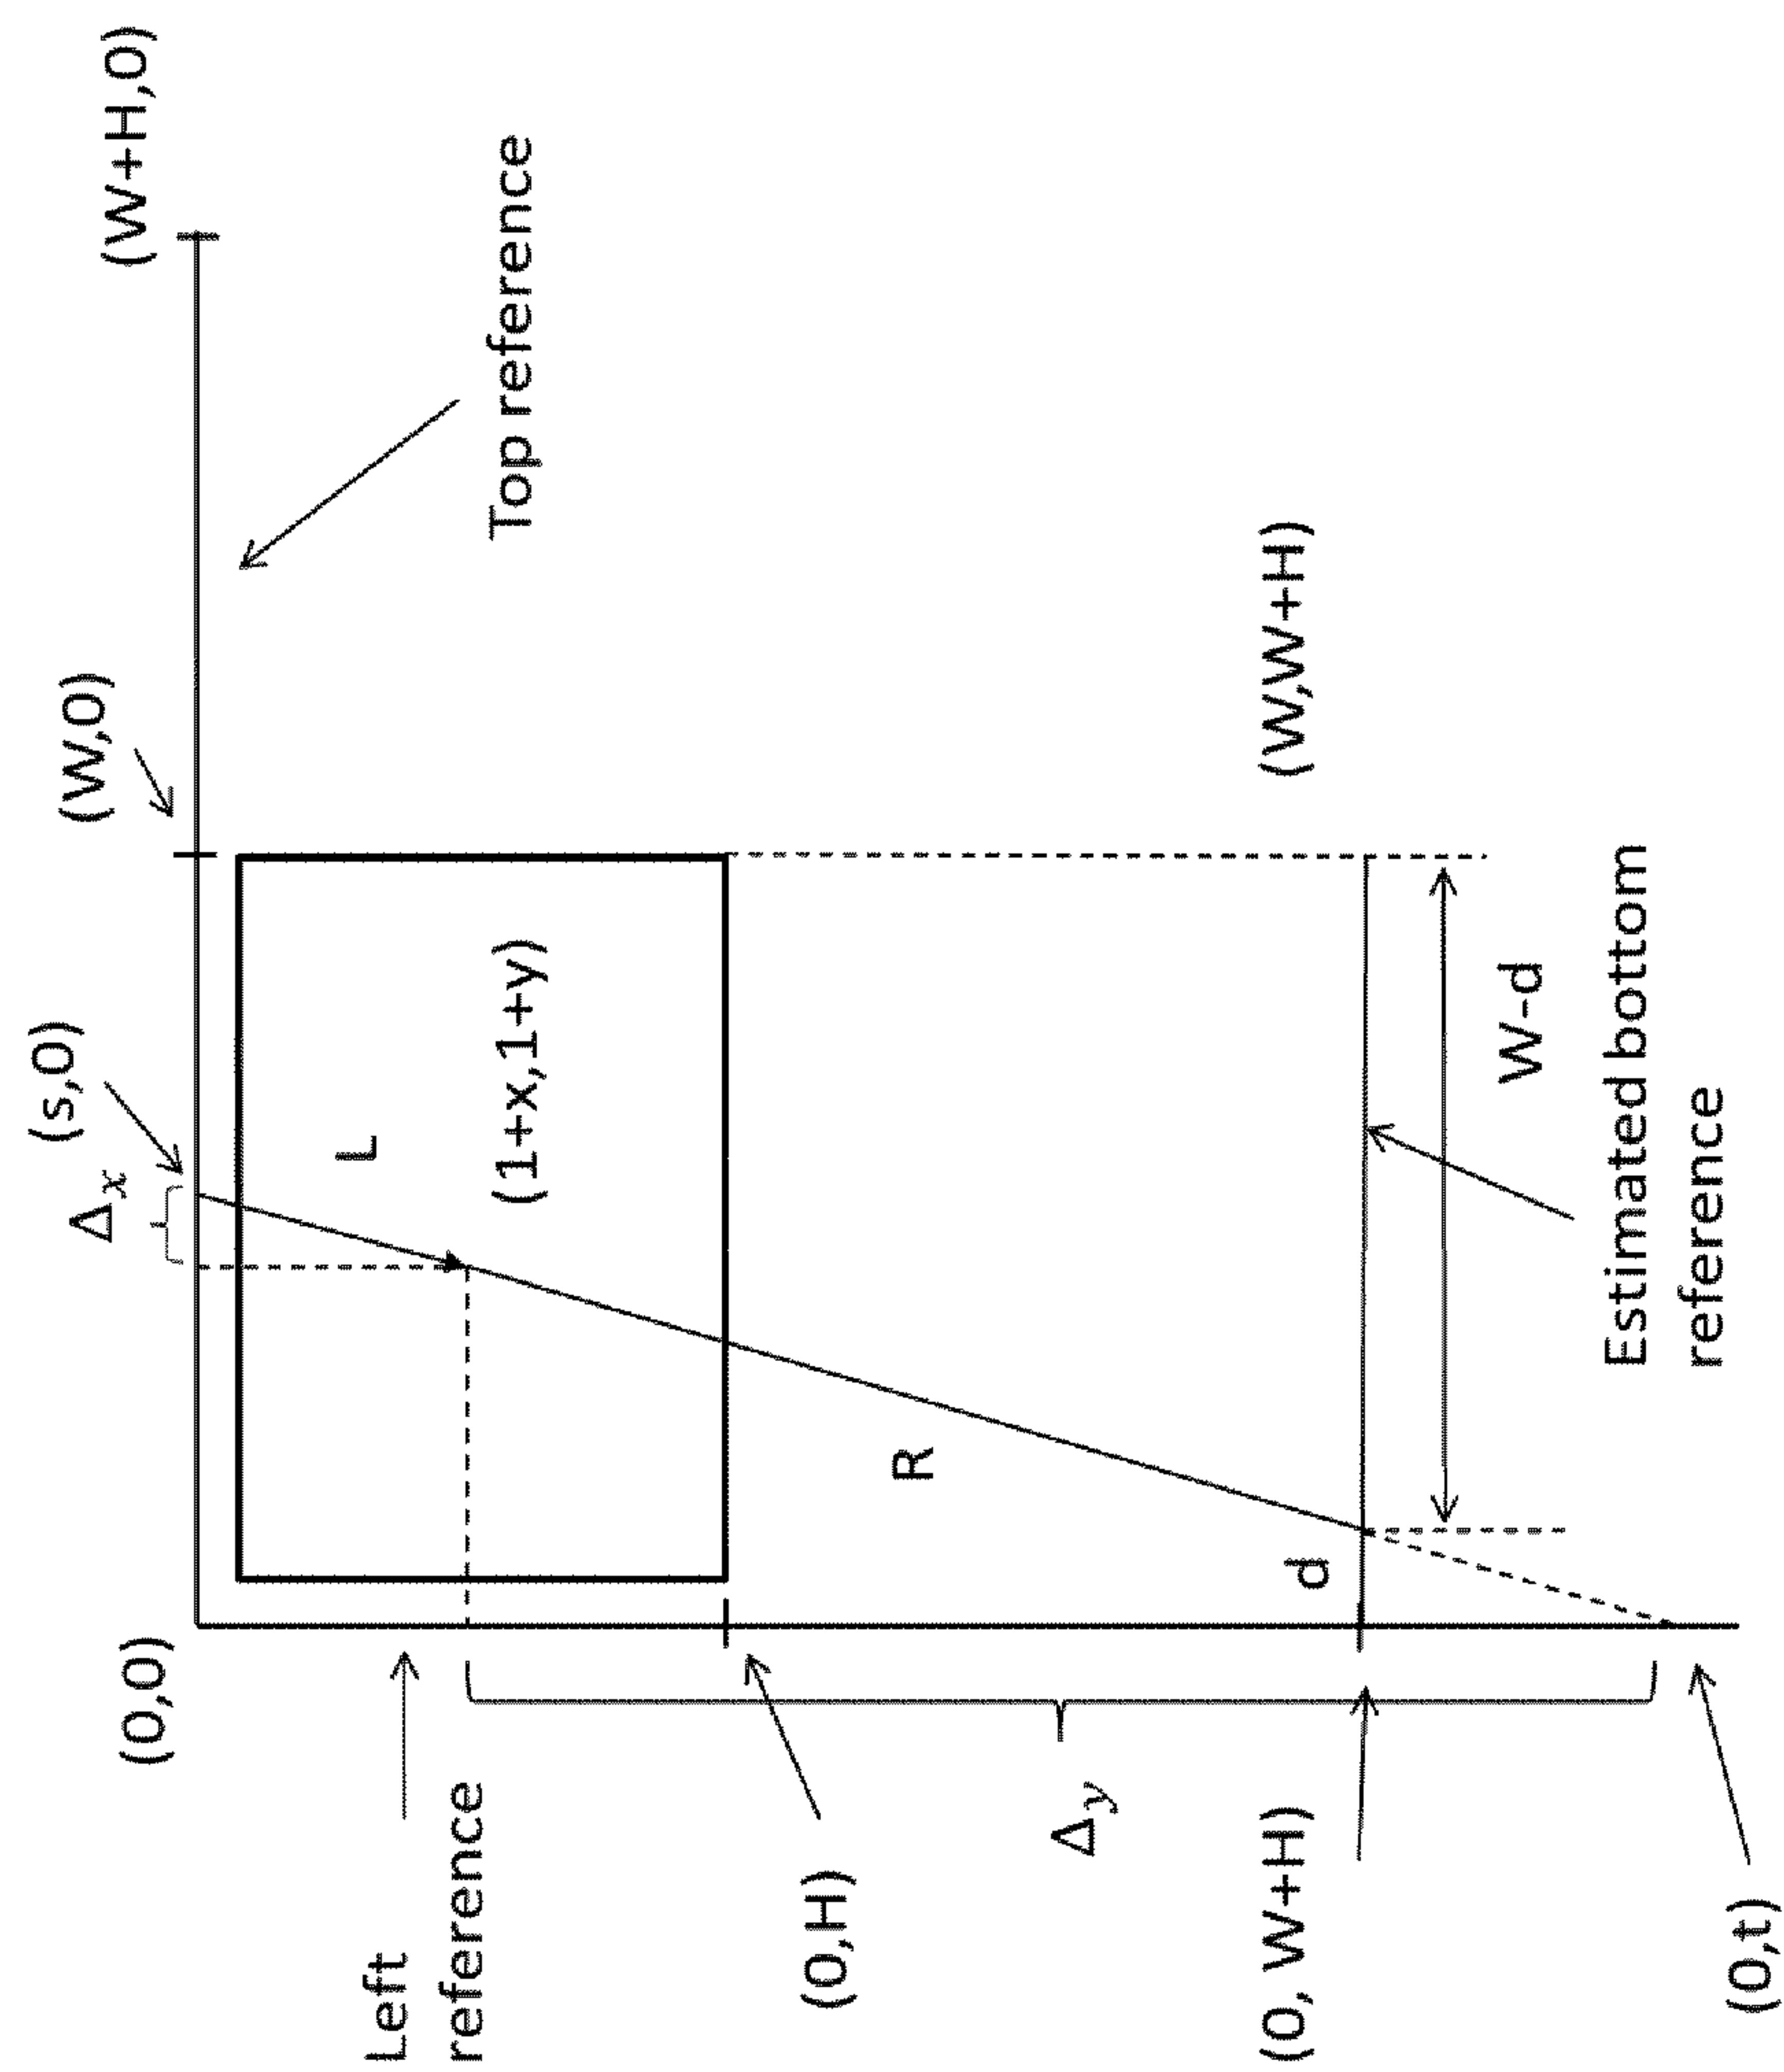 (0,0)
(s,0)
Δx
(W,0)
(W+H,0)
Left
reference
L
(1+x,1+y)
Top reference
(0,H)
R
Δy
(0, W+H)
d
(W,W+H)
W-d
Estimated bottom
reference
(0,t)